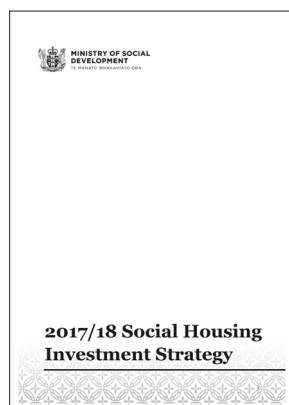 MINISTRY OF SOCIAL
DEVELOPMENT
TE MANATŪ WHAKAHIATO ORA
2017/18 Social Housing
Investment Strategy